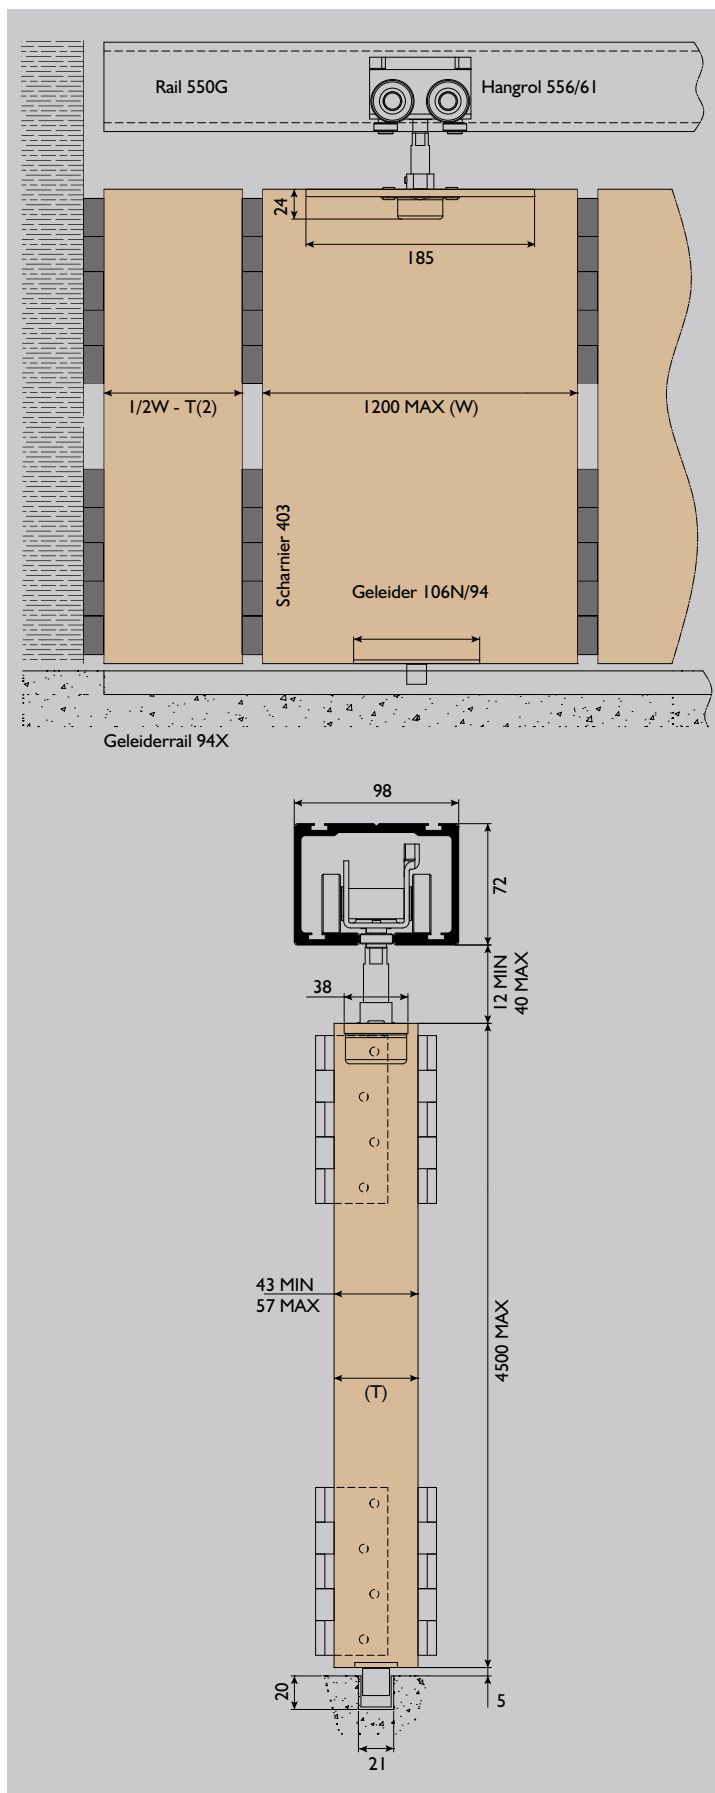 Rail 550G
Hangrol 556/61
24
185
1/2W - T(2)
1200 MAX (W)
Scharnier 403
Geleider 106N/94
Geleiderrail 94X
98
72
12 MIN
40 MAX
38
43 MIN
57 MAX
4500 MAX
(T)
20
5
21